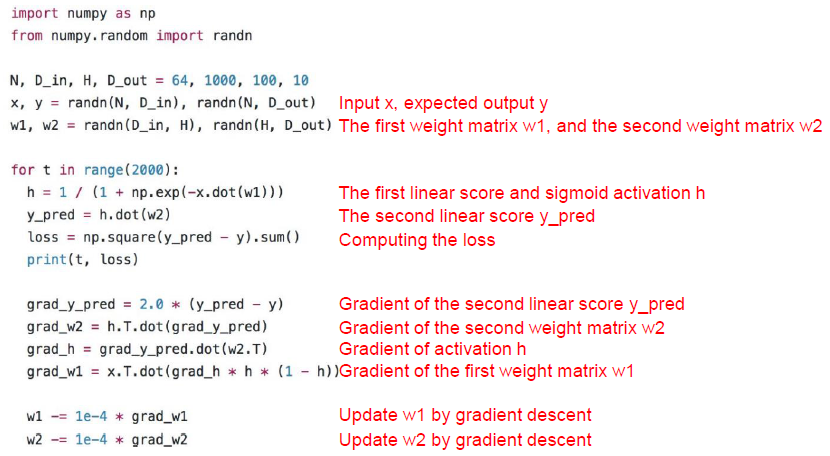 import numpy as np
from numpy.random import randn
N, D_in, H, D_out = 64, 1000, 100, 10
x, y = randn(N, D_in), randn(N, D_out) Input x, expected output y
w1, w2 = randn(D_in, H), randn(H, D_out) The first weight matrix w1, and the second weight matrix w2
for t in range(2000):
h = 1 / (1 + np.exp(-x.dot(w1))) The first linear score and sigmoid activation h
y_pred = h.dot(w2) The second linear score y_pred
loss = np.square(y_pred - y).sum() Computing the loss
print(t, loss)
grad_y_pred = 2.0 * (y_pred - y) Gradient of the second linear score y_pred
grad_w2 = h.T.dot(grad_y_pred) Gradient of the second weight matrix w2
grad_h = grad_y_pred.dot(w2.T) Gradient of activation h
grad_w1 = x.T.dot(grad_h * h * (1 - h)) Gradient of the first weight matrix w1
w1 -= 1e-4 * grad_w1 Update w1 by gradient descent
w2 -= 1e-4 * grad_w2 Update w2 by gradient descent